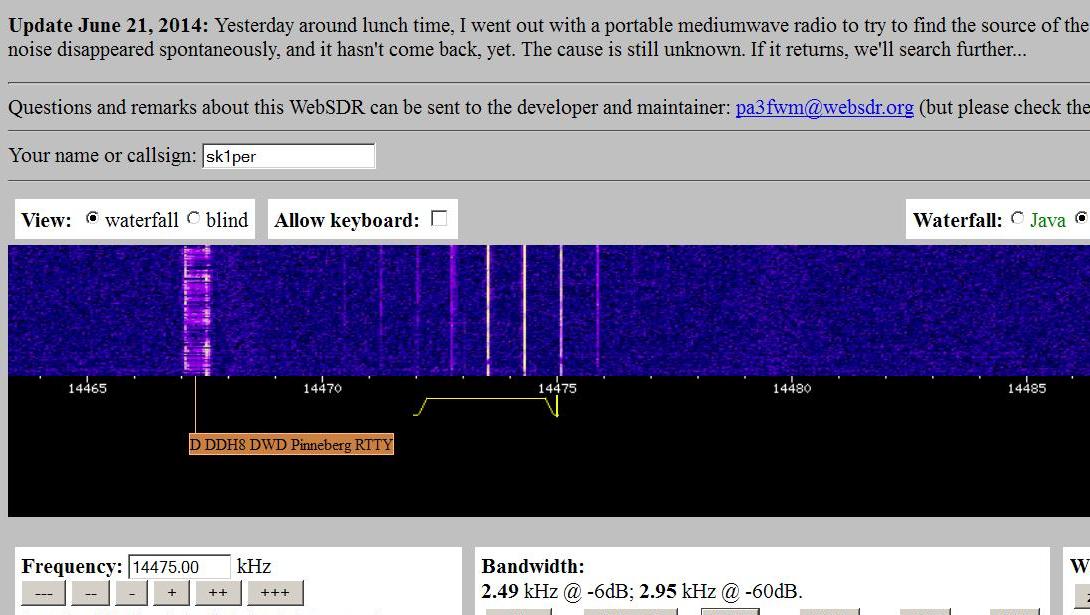 Update June 21, 2014: Yesterday around lunch time, I went out with a portable mediumwave radio to try to find the source of the
noise disappeared spontaneously, and it hasn't come back, yet. The cause is still unknown. If it returns, we'll search further...
Questions and remarks about this WebSDR can be sent to the developer and maintainer: pa3fwm@websdr.org (but please check the
Your name or callsign: sk1per
View: waterfall blind Allow keyboard: Waterfall: Java
14465 14470 14475 14480 14485
D DDH8 DWD Pinneberg RTTY
Frequency: 14475.00 kHz Bandwidth: W
--- -- - + ++ +++ 2.49 kHz @ -6dB; 2.95 kHz @ -60dB.